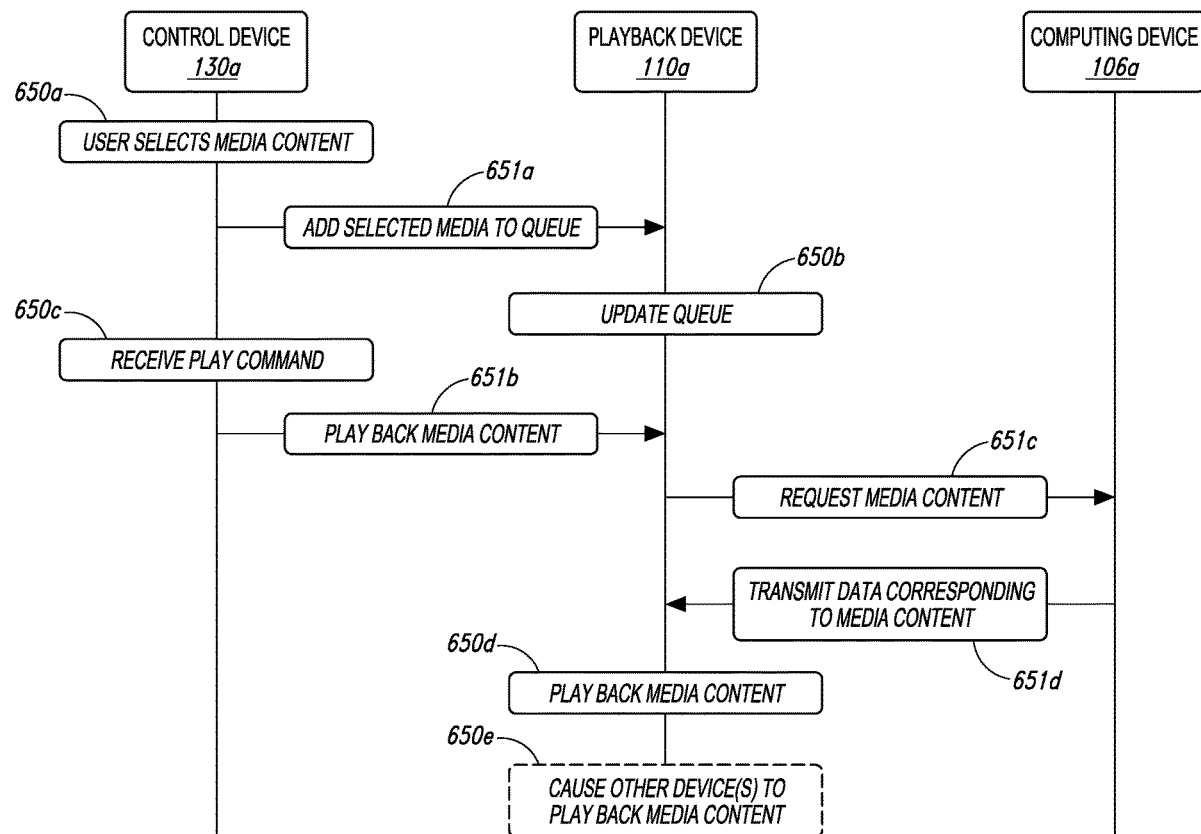 CONTROL DEVICE
130a
PLAYBACK DEVICE
110a
COMPUTING DEVICE
106a
650a
USER SELECTS MEDIA CONTENT
651a
ADD SELECTED MEDIA TO QUEUE
650b
UPDATE QUEUE
650c
RECEIVE PLAY COMMAND
651b
PLAY BACK MEDIA CONTENT
651c
REQUEST MEDIA CONTENT
TRANSMIT DATA CORRESPONDING
TO MEDIA CONTENT
651d
650d
PLAY BACK MEDIA CONTENT
650e
CAUSE OTHER DEVICE(S) TO
PLAY BACK MEDIA CONTENT